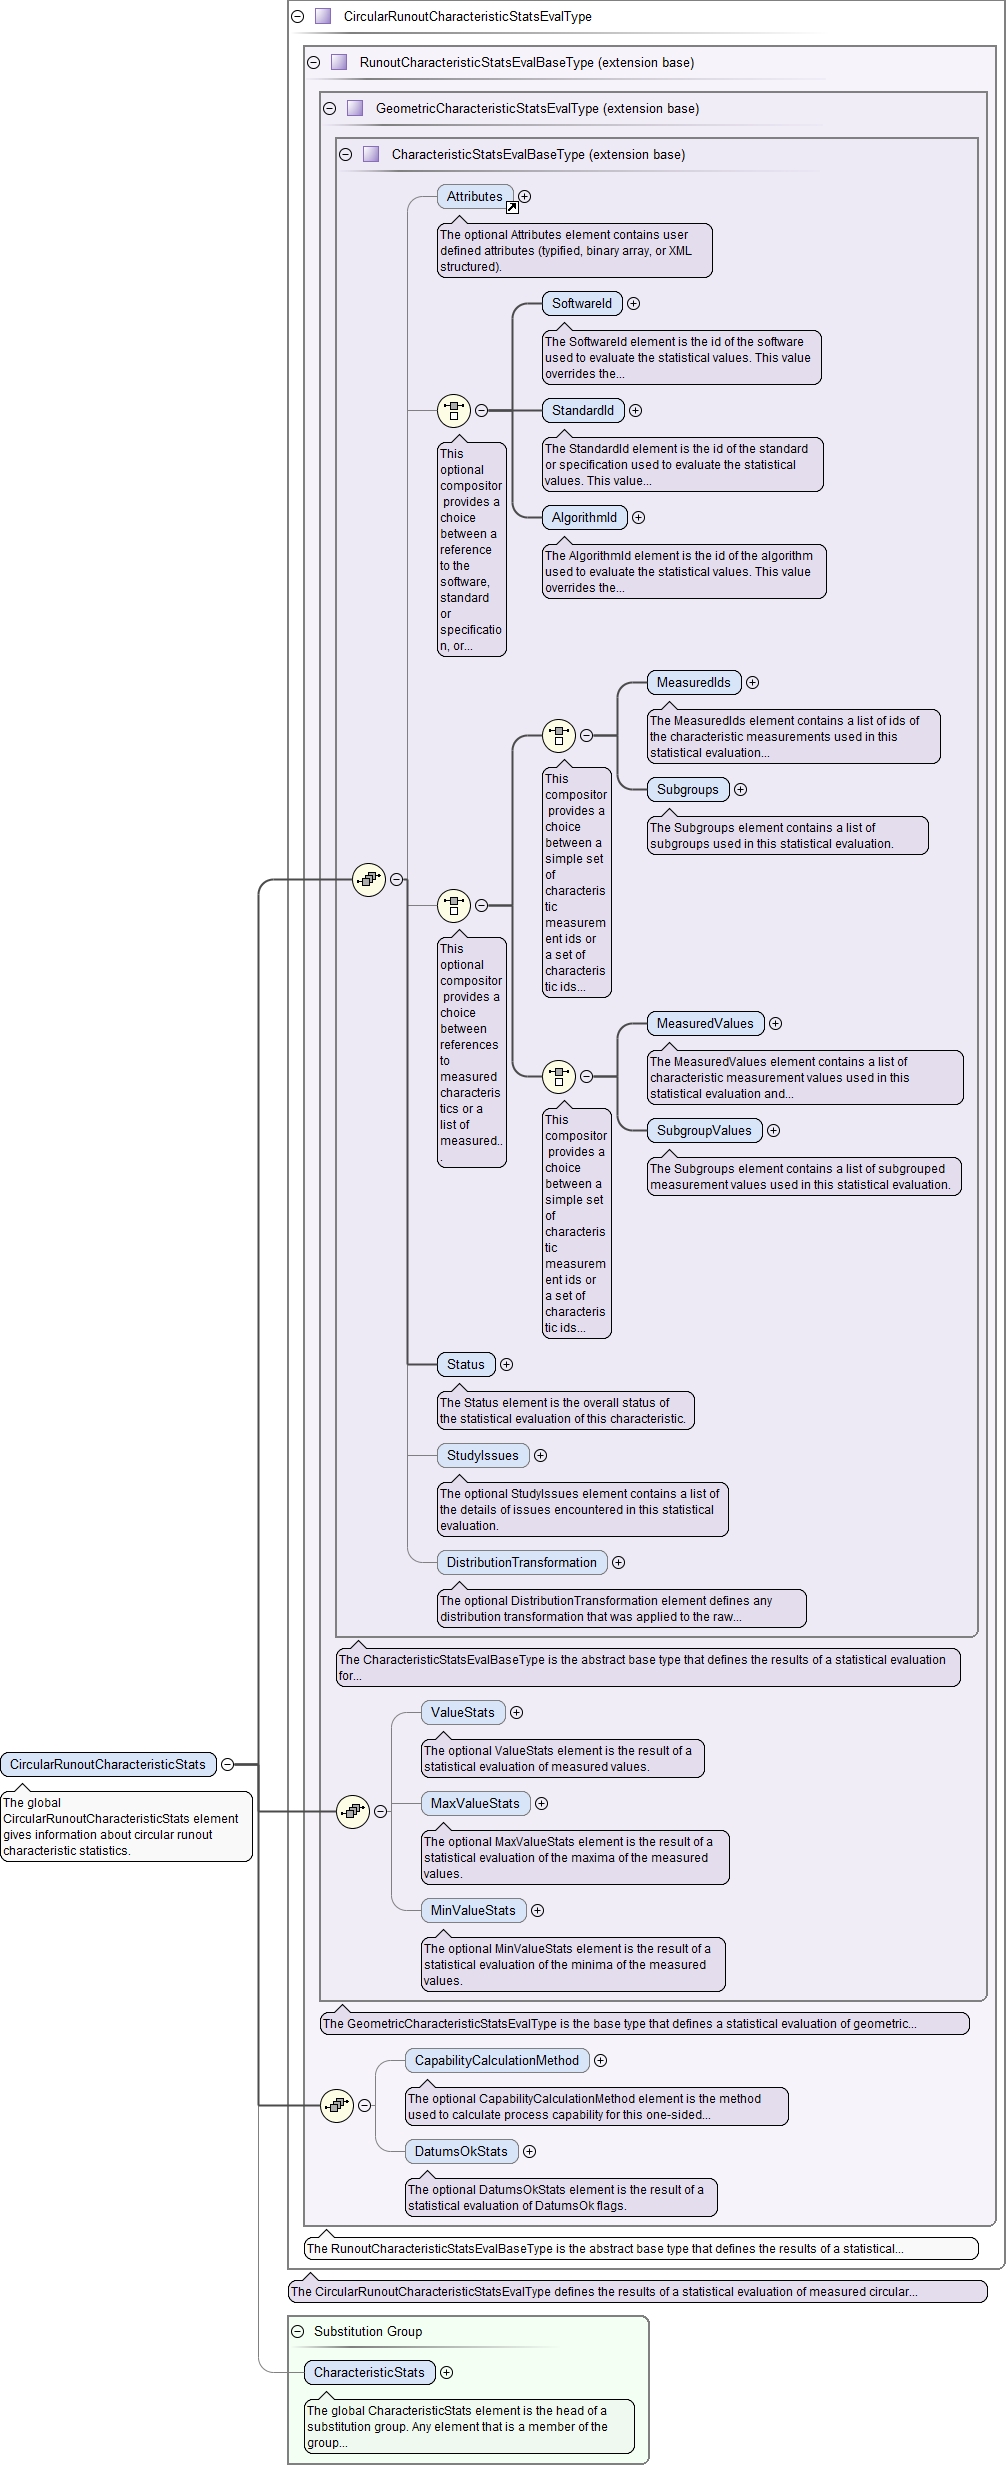 CircularRunoutCharacteristicStatsEvalType
RunoutCharacteristicStatsEvalBaseType (extension base)
GeometricCharacteristicStatsEvalType (extension base)
CharacteristicStatsEvalBaseType (extension base)
Attributes
The optional Attributes element contains user
defined attributes (typified, binary array, or XML
structured).
SoftwareId
The SoftwareId element is the id of the software
used to evaluate the statistical values. This value
overrides the...
StandardId
The StandardId element is the id of the standard
or specification used to evaluate the statistical
values. This value...
AlgorithmId
The AlgorithmId element is the id of the algorithm
used to evaluate the statistical values. This value
overrides the...
This
optional
compositor
provides a
choice
between a
reference
to the
software,
standard
or
specificatio
n, or...
MeasuredIds
The MeasuredIds element contains a list of ids of
the characteristic measurements used in this
statistical evaluation...
Subgroups
The Subgroups element contains a list of
subgroups used in this statistical evaluation.
This
compositor
provides a
choice
between a
simple set
of
characteris
tic
measurem
ent ids or
a set of
characteris
tic ids...
This
optional
compositor
provides a
choice
between
references
to
measured
characteris
tics or a
list of
measured..
.
MeasuredValues
The MeasuredValues element contains a list of
characteristic measurement values used in this
statistical evaluation and...
SubgroupValues
The Subgroups element contains a list of subgrouped
measurement values used in this statistical evaluation.
This
compositor
provides a
choice
between a
simple set
of
characteris
tic
measurem
ent ids or
a set of
characteris
tic ids...
Status
The Status element is the overall status of
the statistical evaluation of this characteristic.
StudyIssues
The optional StudyIssues element contains a list of
the details of issues encountered in this statistical
evaluation.
DistributionTransformation
The optional DistributionTransformation element defines any
distribution transformation that was applied to the raw...
The CharacteristicStatsEvalBaseType is the abstract base type that defines the results of a statistical evaluation
for...
ValueStats
The optional ValueStats element is the result of a
statistical evaluation of measured values.
CircularRunoutCharacteristicStats
The global
CircularRunoutCharacteristicStats element
gives information about circular runout
characteristic statistics.
MaxValueStats
The optional MaxValueStats element is the result of a
statistical evaluation of the maxima of the measured
values.
MinValueStats
The optional MinValueStats element is the result of a
statistical evaluation of the minima of the measured
values.
The GeometricCharacteristicStatsEvalType is the base type that defines a statistical evaluation of geometric...
CapabilityCalculationMethod
The optional CapabilityCalculationMethod element is the method
used to calculate process capability for this one-sided...
DatumsOkStats
The optional DatumsOkStats element is the result of a
statistical evaluation of DatumsOk flags.
The RunoutCharacteristicStatsEvalBaseType is the abstract base type that defines the results of a statistical...
The CircularRunoutCharacteristicStatsEvalType defines the results of a statistical evaluation of measured circular...
Substitution Group
CharacteristicStats
The global CharacteristicStats element is the head of a
substitution group. Any element that is a member of the
group...